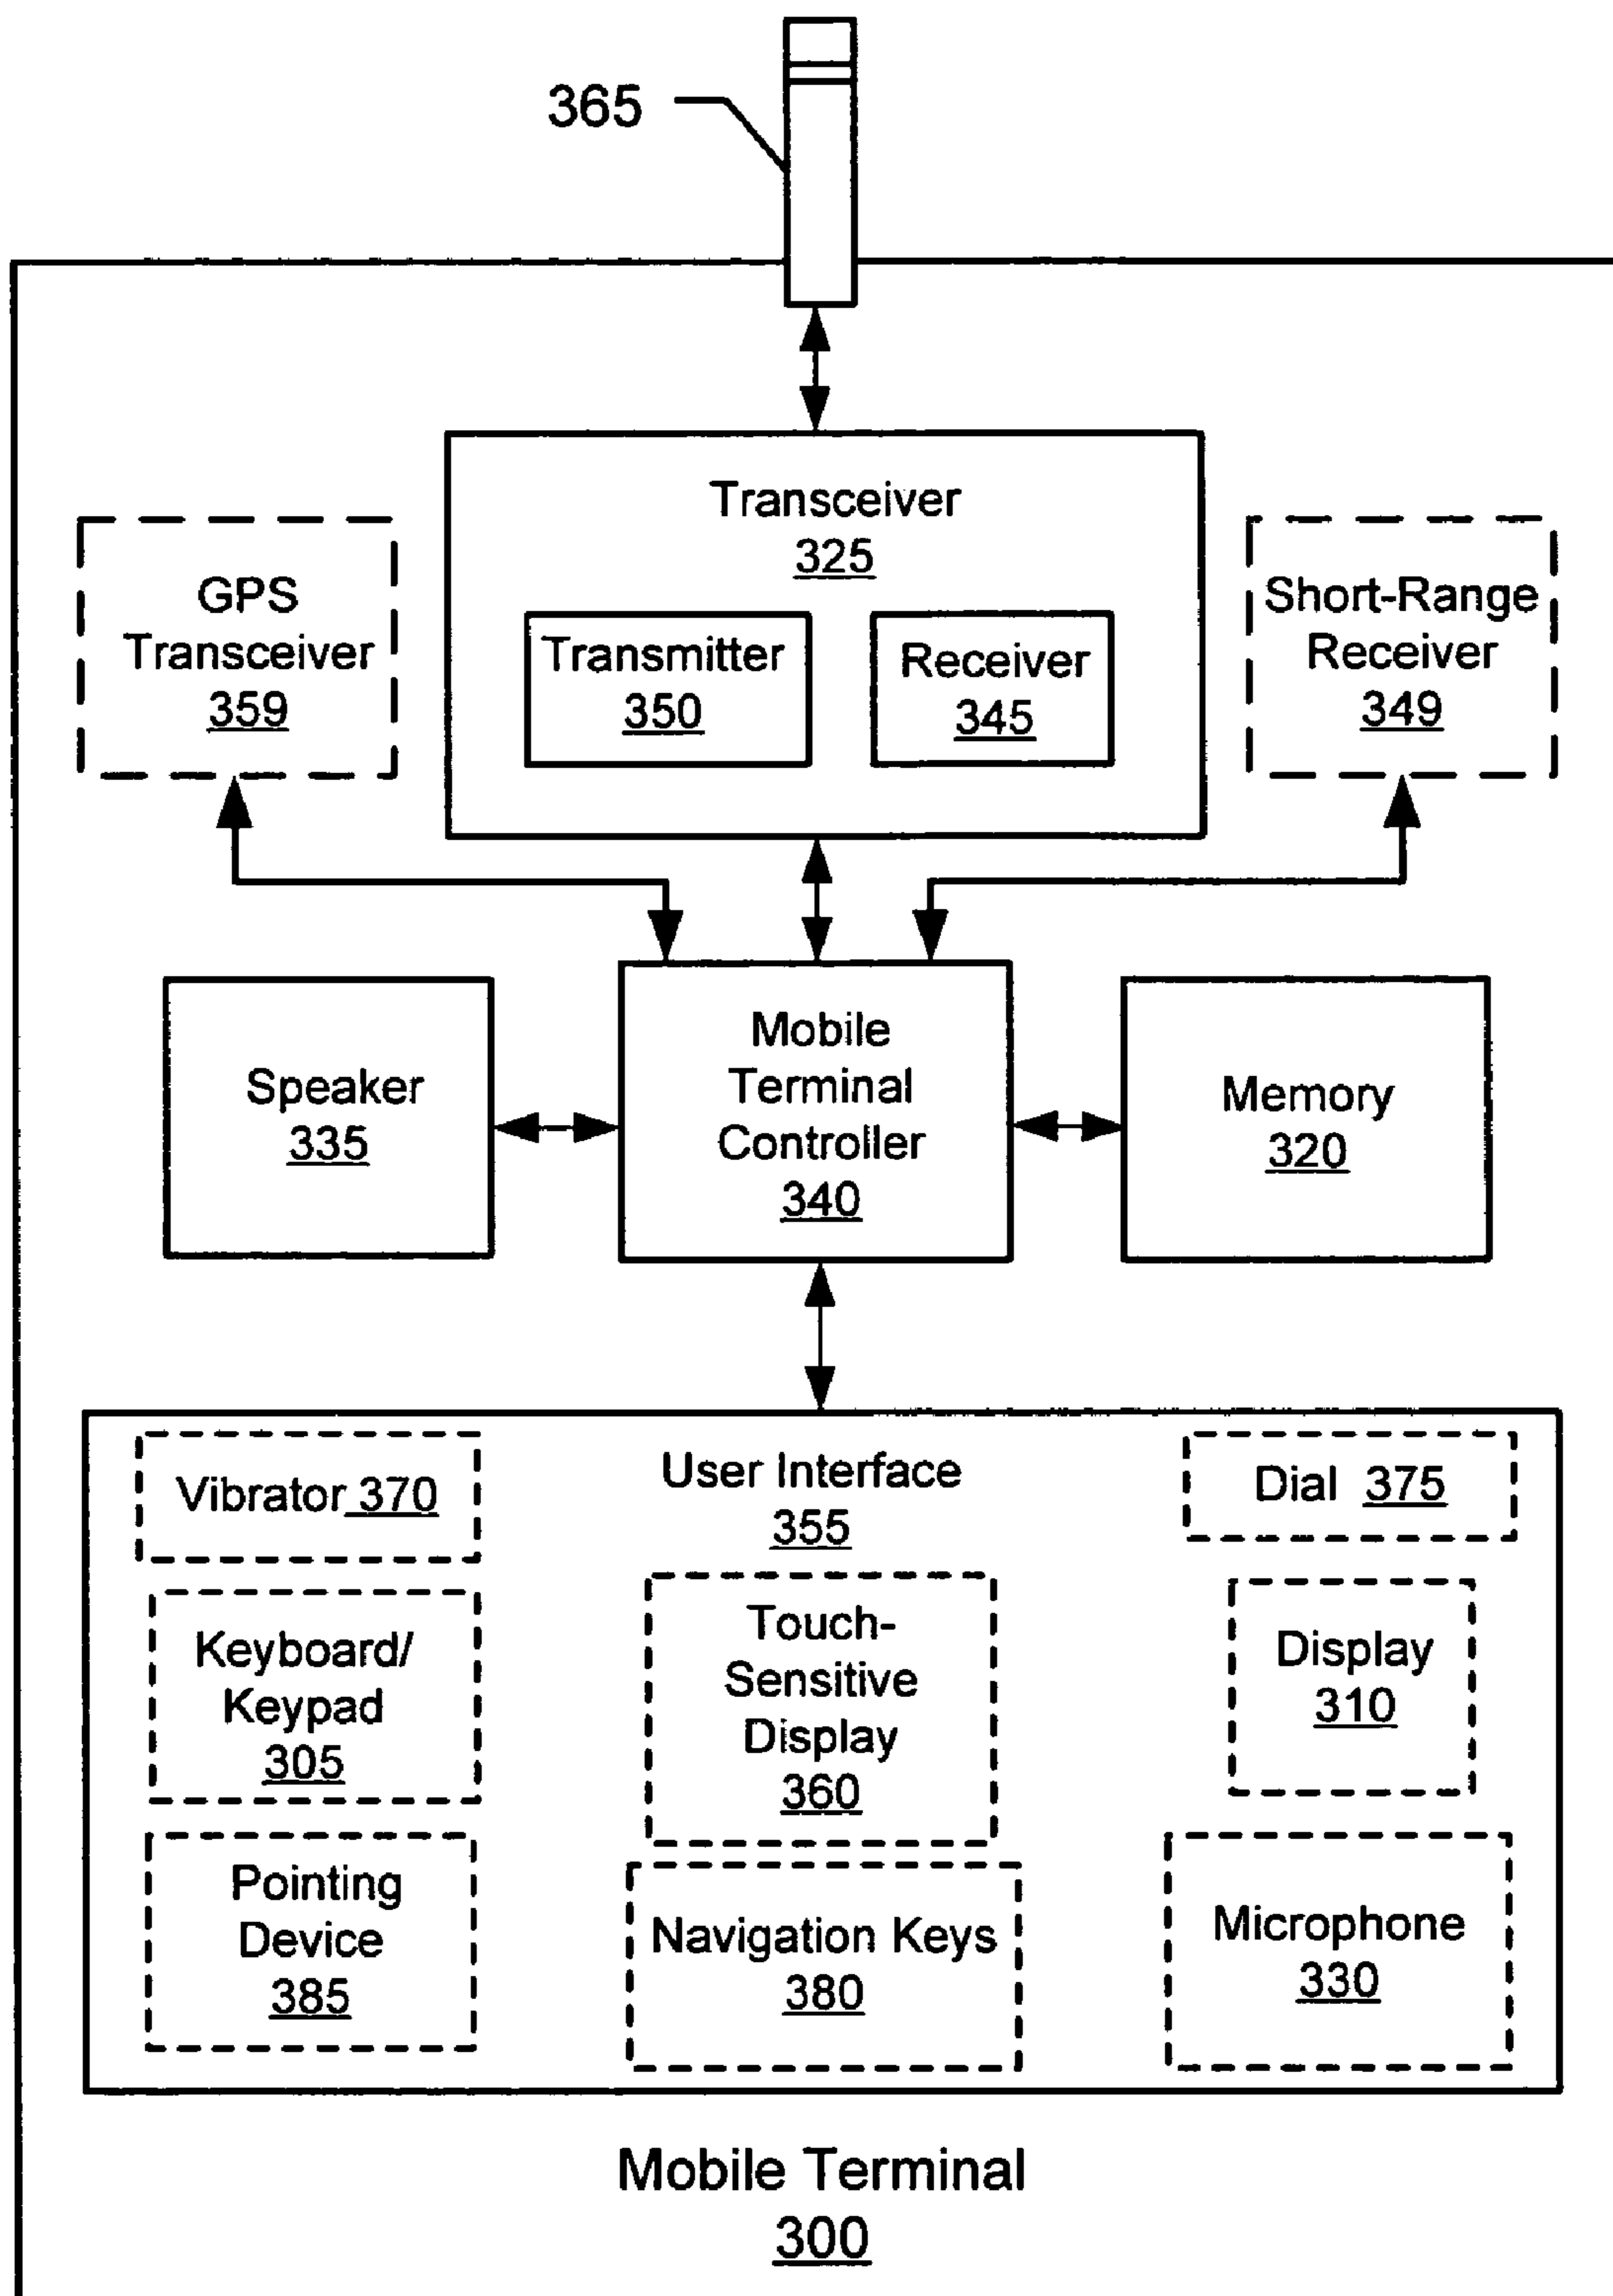 365
Transceiver
325
GPS
Transceiver
359
Transmitter
350
Receiver
345
Short-Range
Receiver
349
Speaker
335
Mobile
Terminal
Controller
340
Memory
320
User Interface
355
Vibrator 370
Dial 375
Keyboard/
Keypad
305
Touch-
Sensitive
Display
360
Display
310
Pointing
Device
385
Navigation Keys
380
Microphone
330
Mobile Terminal
300